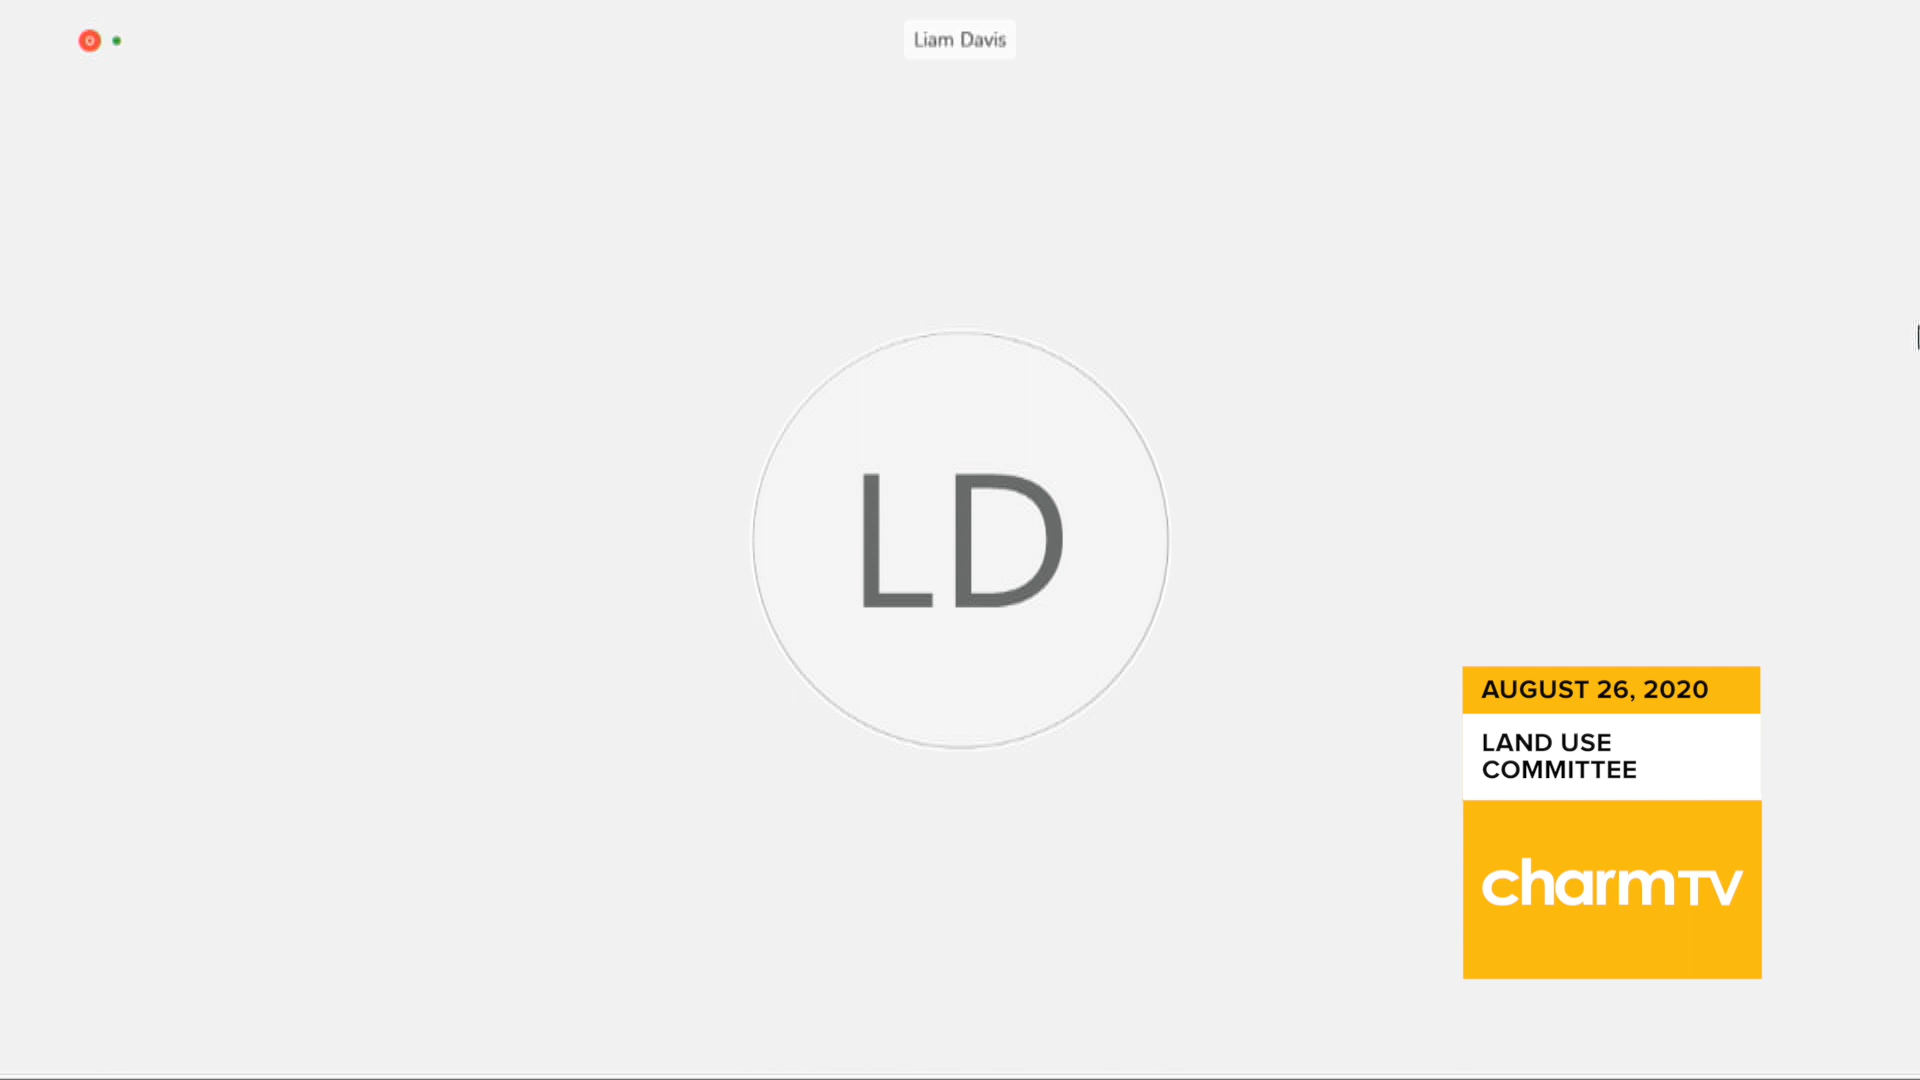 Liam Davis
LD
AUGUST 26, 2020
LAND USE
COMMITTEE
charmTV